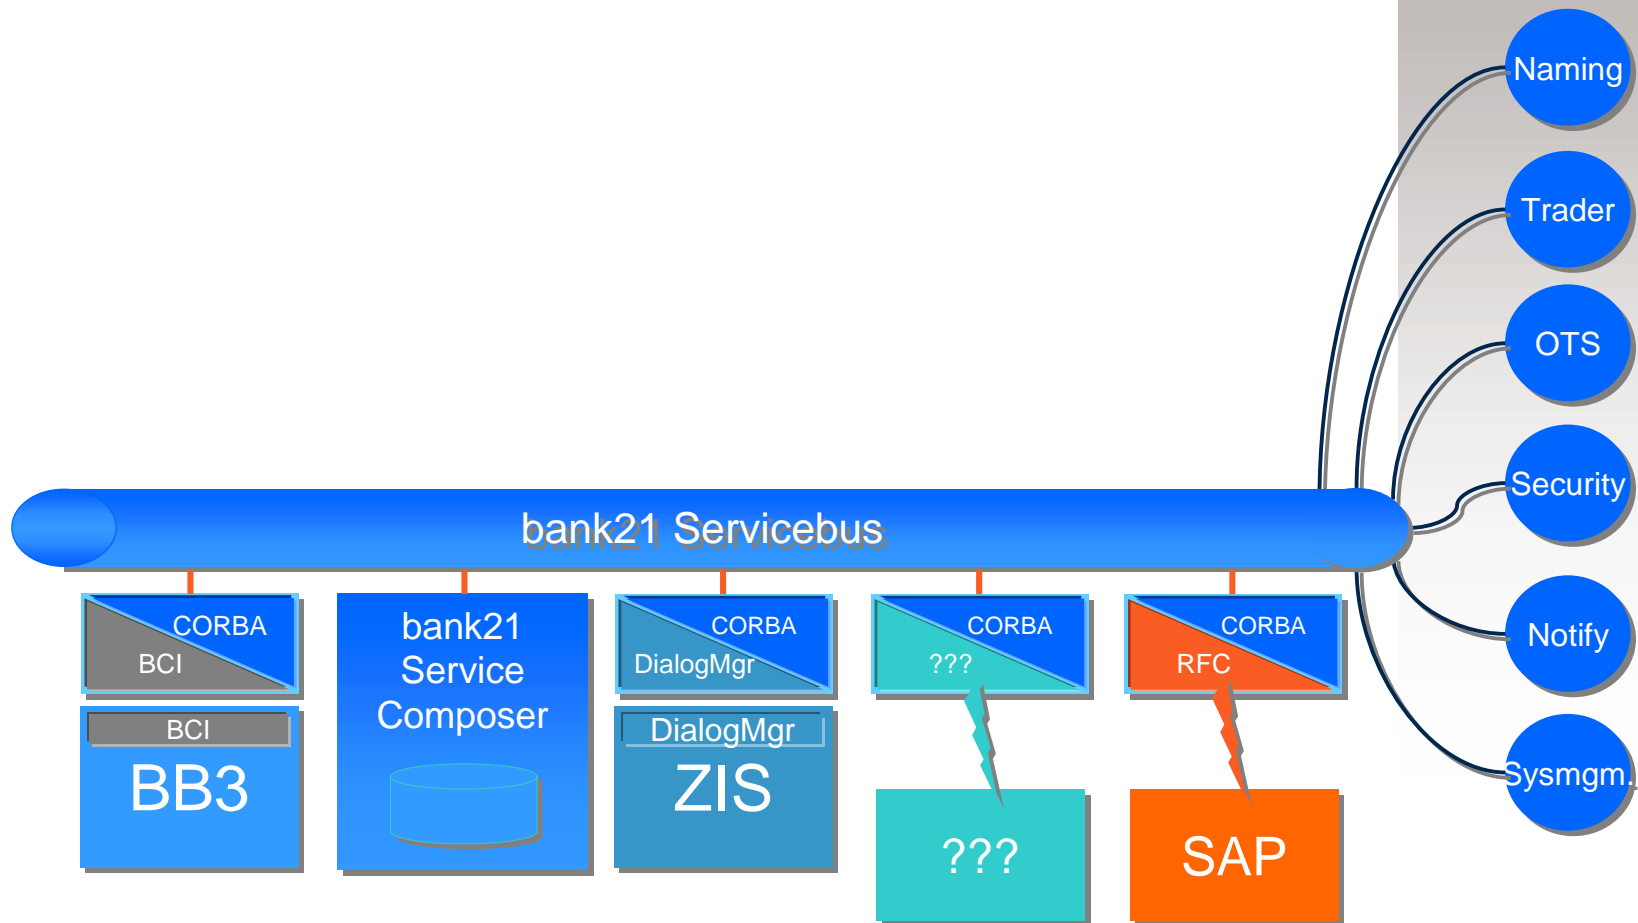 Naming
Trader
OTS
Security
Notify
Sysmgm.
bank21 Servicebus
CORBA
BCI
BCI
BB3
bank21
Service
Composer
CORBA
DialogMgr
DialogMgr
ZIS
CORBA
???
???
CORBA
RFC
SAP